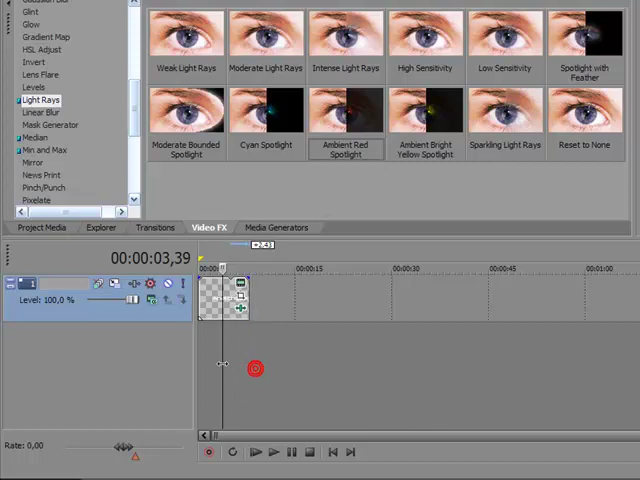 Gaussian Blur
Glint
Glow
Gradient Map
HSL Adjust
Invert
Lens Flare
Levels
Light Rays
Linear Blur
Mask Generator
Median
Min and Max
Mirror
News Print
Pinch/Punch
Pixelate
Weak Light Rays
Moderate Light Rays
Intense Light Rays
High Sensitivity
Low Sensitivity
Spotlight with
Feather
Moderate Bounded
Spotlight
Cyan Spotlight
Ambient Red
Spotlight
Ambient Bright
Yellow Spotlight
Sparkling Light Rays
Reset to None
Project Media
Explorer
Transitions
Video FX
Media Generators
+2.43
00:00:03,39
00:00:15
00:00:30
00:00:45
00:01:00
1
Level: 100,0 %
Rate: 0,00